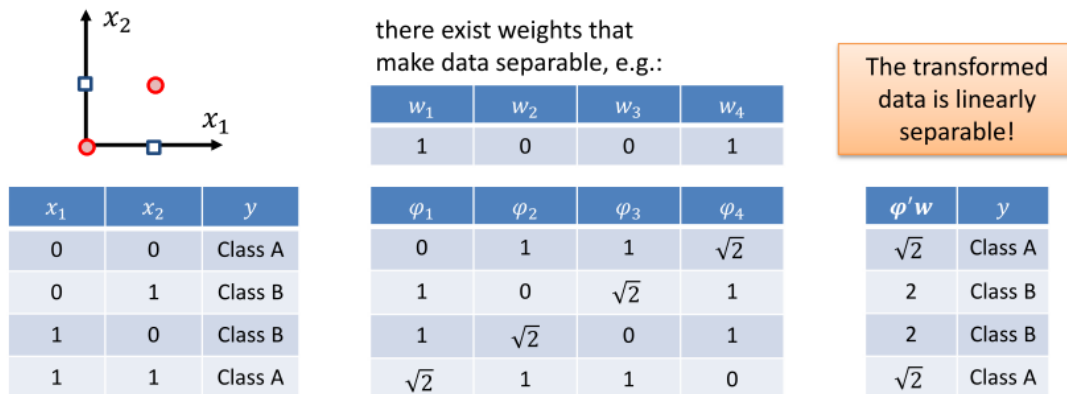 x₂
x₁
there exist weights that
make data separable, e.g.:
w₁ w₂ w₃ w₄
1 0 0 1
The transformed
data is linearly
separable!
x₁ x₂ y
0 0 Class A
0 1 Class B
1 0 Class B
1 1 Class A
φ₁ φ₂ φ₃ φ₄
0 1 1 √2
1 0 √2 1
1 √2 0 1
√2 1 1 0
φ'w y
√2 Class A
2 Class B
2 Class B
√2 Class A